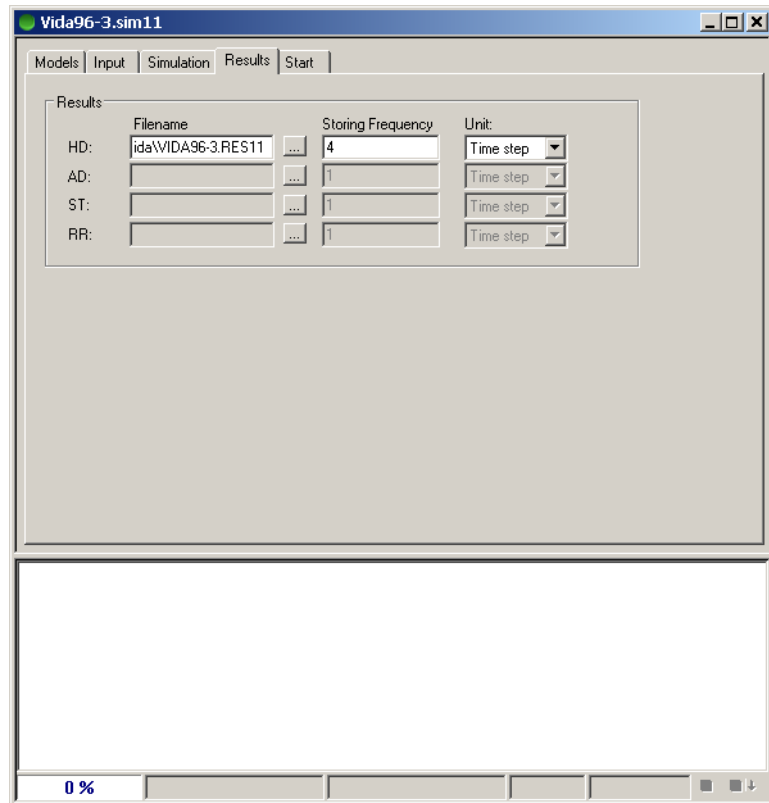 Vida96-3.sim11
Models Input Simulation Results Start
Results
Filename Storing Frequency Unit:
HD: ida\VIDA96-3.RES11 ... 4 Time step
AD: ... 1 Time step
ST: ... 1 Time step
RR: ... 1 Time step
0 %